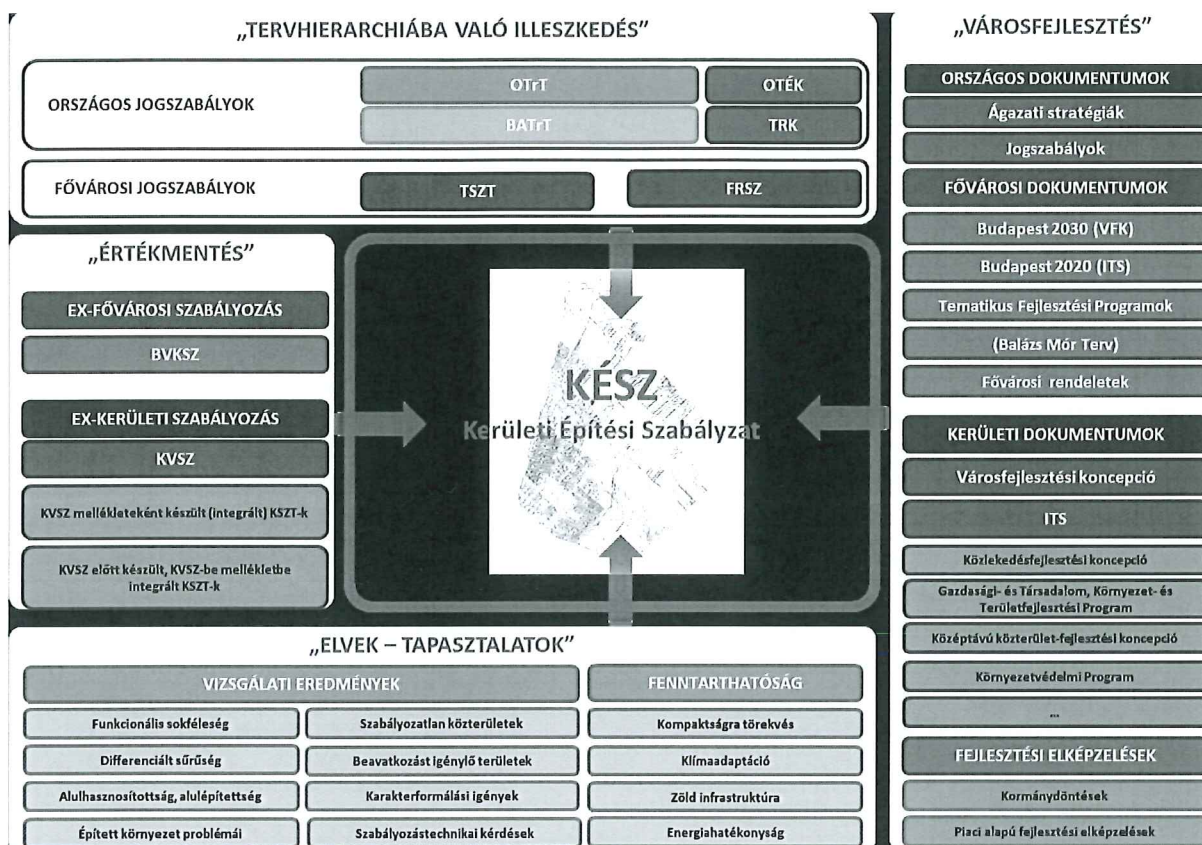 „TERVHIERARCHIÁBA VALÓ ILLESZKEDÉS”
ORSZÁGOS JOGSZABÁLYOK
OTrT
OTÉK
BATrT
TRK
FŐVÁROSI JOGSZABÁLYOK
TSZT
FRSZ
„ÉRTÉKMENTÉS”
EX-FŐVÁROSI SZABÁLYOZÁS
BVKSZ
EX-KERÜLETI SZABÁLYOZÁS
KVSZ
KVSZ mellékleteként készült (integrált) KSZT-k
KVSZ előtt készült, KVSZ-be mellékletbe
integrált KSZT-k
KÉSZ
Kerületi Építési Szabályzat
„ELVEK – TAPASZTALATOK”
VIZSGÁLATI EREDMÉNYEK
FENNTARTHATÓSÁG
Funkcionális sokféleség
Szabályozatlan közterületek
Kompaktságra törekvés
Differenciált sűrűség
Beavatkozást igénylő területek
Klímaadaptáció
Alulhasznosítottság, alulépítettség
Karakterformálási igények
Zöld infrastruktúra
Épített környezet problémái
Szabályozástechnikai kérdések
Energiahatékonyság
„VÁROSFEJLESZTÉS”
ORSZÁGOS DOKUMENTUMOK
Ágazati stratégiák
Jogszabályok
FŐVÁROSI DOKUMENTUMOK
Budapest 2030 (VFK)
Budapest 2020 (ITS)
Tematikus Fejlesztési Programok
(Balázs Mór Terv)
Fővárosi rendeletek
KERÜLETI DOKUMENTUMOK
Városfejlesztési koncepció
ITS
Közlekedésfejlesztési koncepció
Gazdasági- és Társadalom, Környezet- és
Területfejlesztési Program
Középtávú közterület-fejlesztési koncepció
Környezetvédelmi Program
...
FEJLESZTÉSI ELKÉPZELÉSEK
Kormánydöntések
Piaci alapú fejlesztési elképzelések